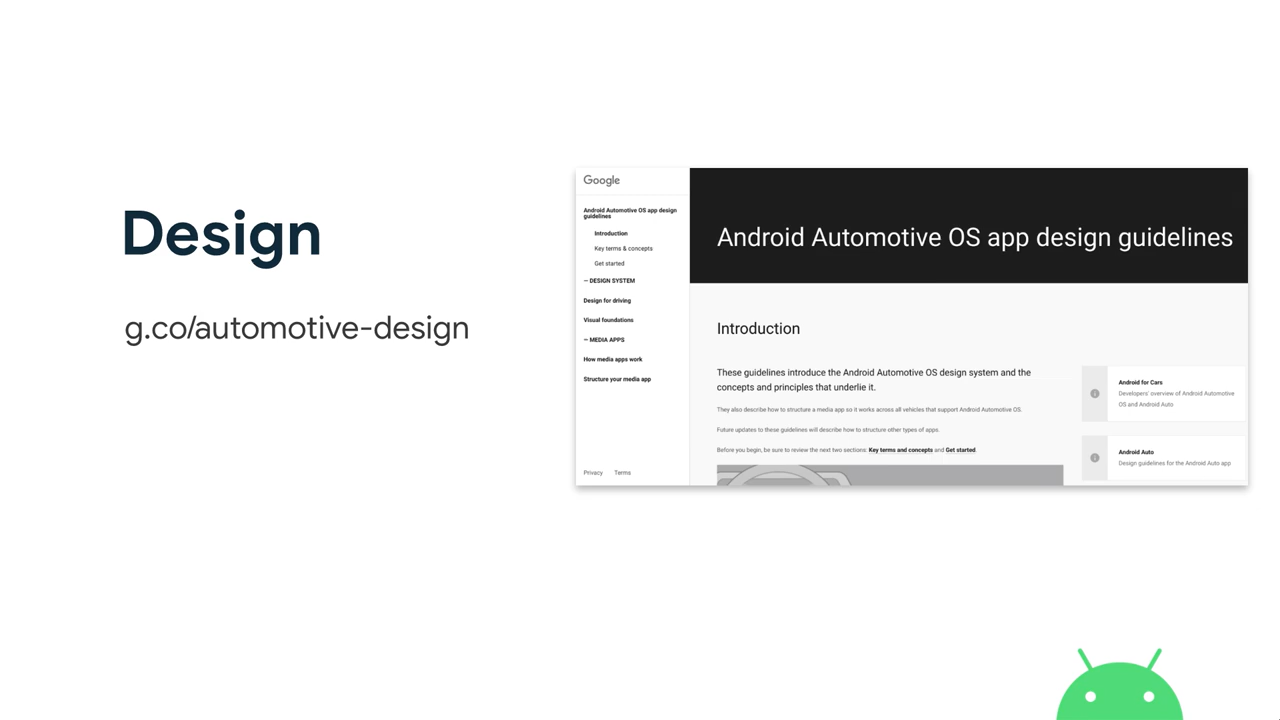 Design
g.co/automotive-design
Google
Android Automotive OS app design
guidelines
Introduction
Key terms & concepts
Get started
– DESIGN SYSTEM
Design for driving
Visual foundations
– MEDIA APPS
How media apps work
Structure your media app
Privacy Terms
Android Automotive OS app design guidelines
Introduction
These guidelines introduce the Android Automotive OS design system and the
concepts and principles that underlie it.
They also describe how to structure a media app so it works across all vehicles that support Android Automotive OS.
Future updates to these guidelines will describe how to structure other types of apps.
Before you begin, be sure to review the next two sections: Key terms and concepts and Get started.
Android for Cars
Developers' overview of Android Automotive
OS and Android Auto
Android Auto
Design guidelines for the Android Auto app